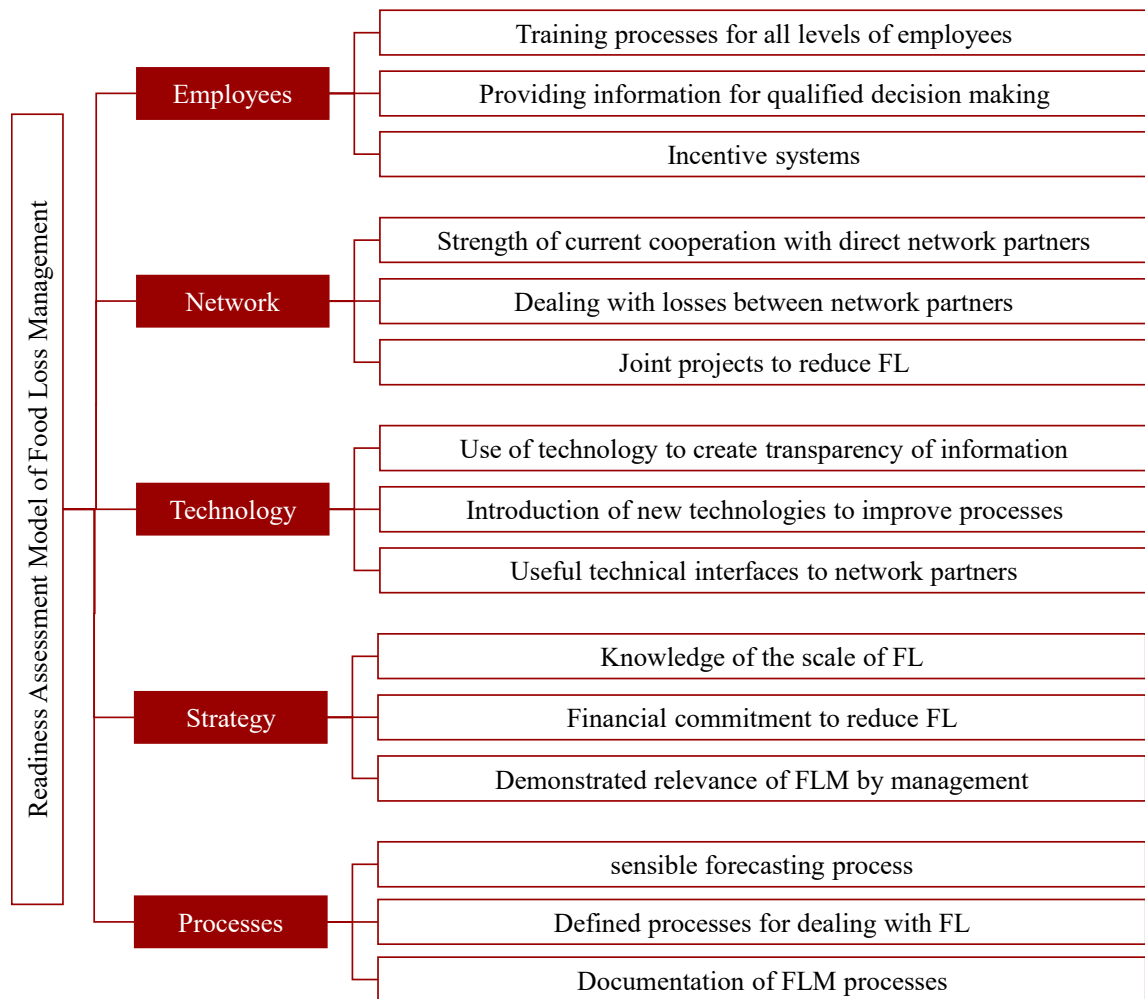 Readiness Assessment Model of Food Loss Management
Employees
Training processes for all levels of employees
Providing information for qualified decision making
Incentive systems
Network
Strength of current cooperation with direct network partners
Dealing with losses between network partners
Joint projects to reduce FL
Technology
Use of technology to create transparency of information
Introduction of new technologies to improve processes
Useful technical interfaces to network partners
Strategy
Knowledge of the scale of FL
Financial commitment to reduce FL
Demonstrated relevance of FLM by management
Processes
sensible forecasting process
Defined processes for dealing with FL
Documentation of FLM processes